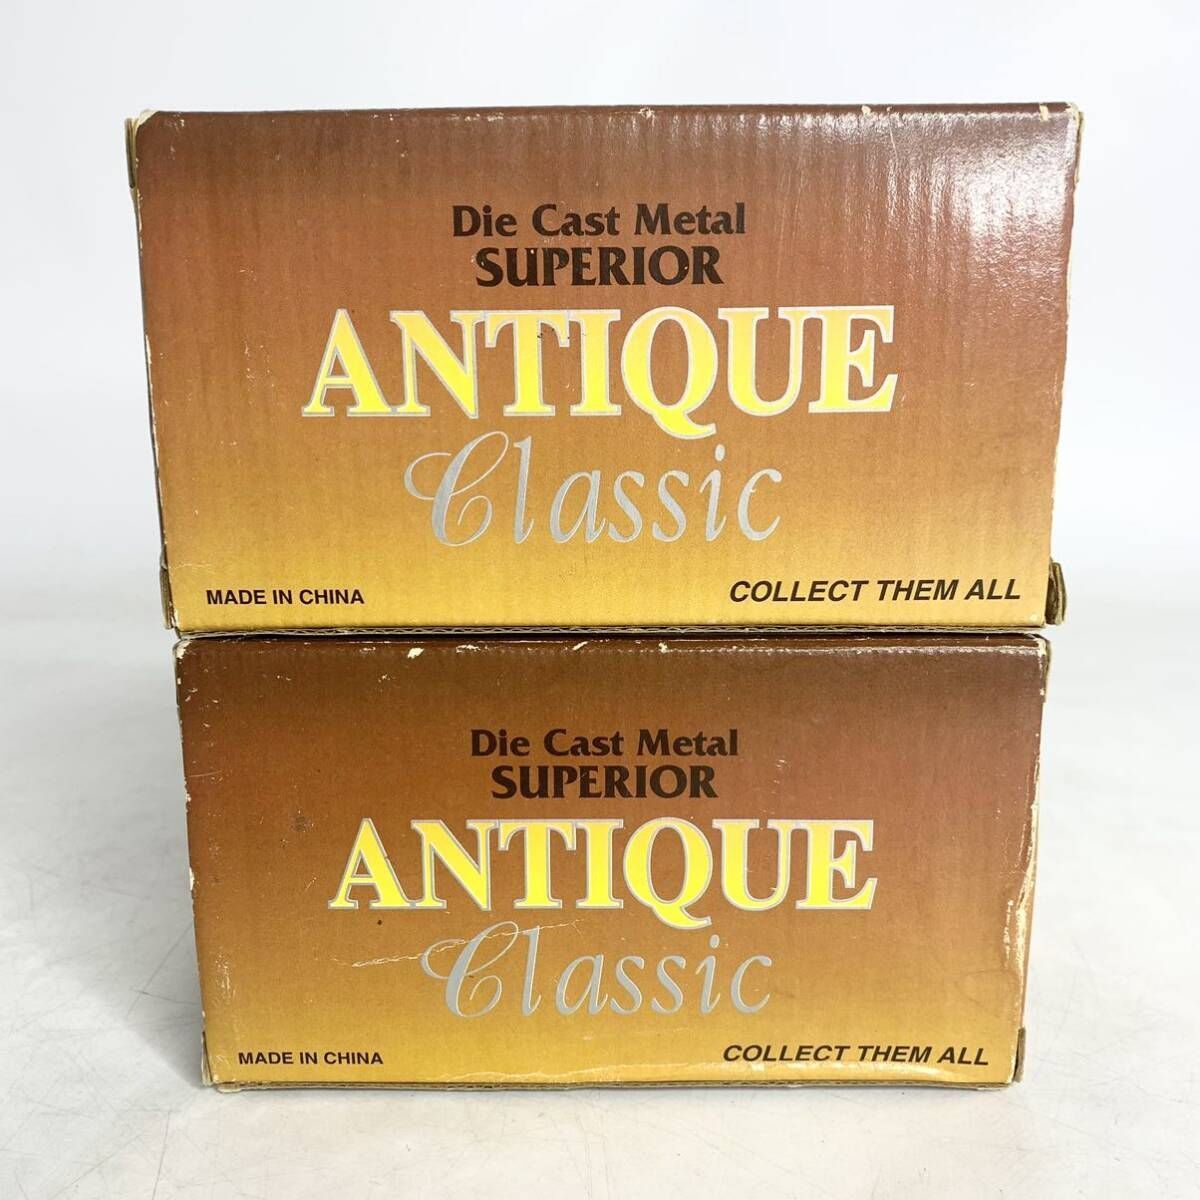 Die Cast Metal
SUPERIOR
ANTIQUE
Classic
MADE IN CHINA
COLLECT THEM ALL
Die Cast Metal
SUPERIOR
ANTIQUE
Classic
MADE IN CHINA
COLLECT THEM ALL